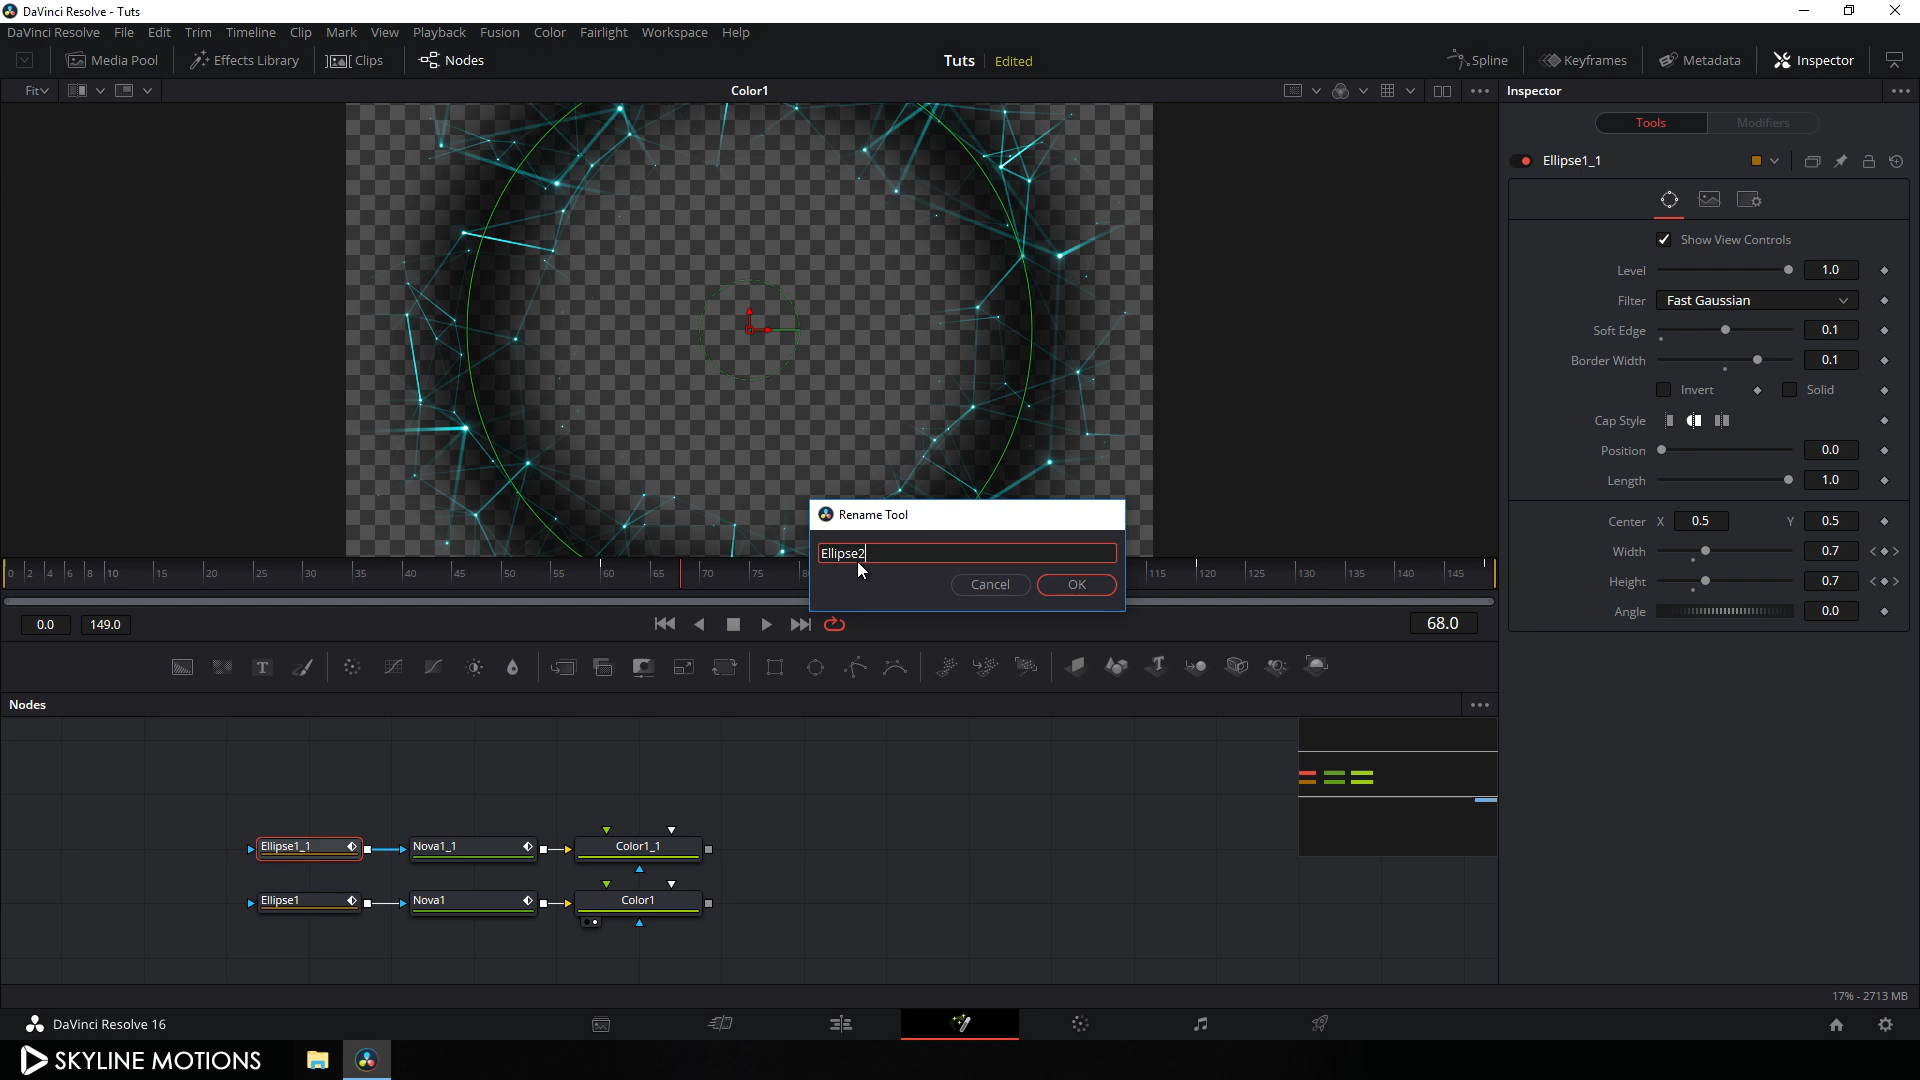 DaVinci Resolve - Tuts
DaVinci Resolve File Edit Trim Timeline Clip Mark View Playback Fusion Color Fairlight Workspace Help
Media Pool Effects Library Clips Nodes Tuts Edited Spline Keyframes Metadata Inspector
Fit Color1 Inspector
Tools Modifiers
Ellipse1_1
Show View Controls
Level 1.0
Filter Fast Gaussian
Soft Edge 0.1
Border Width 0.1
Invert Solid
Cap Style
Position 0.0
Length 1.0
Center X 0.5 Y 0.5
Width 0.7
Height 0.7
Angle 0.0
Rename Tool
Ellipse2
Cancel OK
0 2 4 6 8 10 15 20 25 30 35 40 45 50 55 60 65 70 75 115 120 125 130 135 140 145
0.0 149.0 68.0
Nodes
Ellipse1_1 Nova1_1 Color1_1
Ellipse1 Nova1 Color1
17% - 2713 MB
DaVinci Resolve 16
SKYLINE MOTIONS